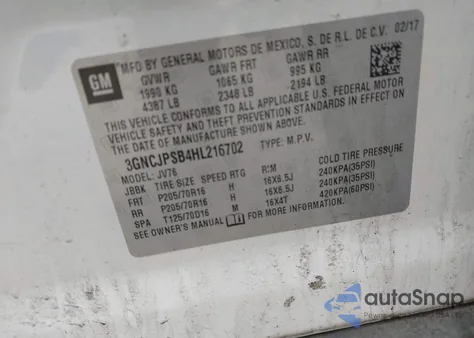 MFD BY GENERAL MOTORS DE MEXICO, S. DE R.L. DE C.V. 02/17
GM
GVWR GAWR FRT GAWR RR
1990 KG 1065 KG 995 KG
4387 LB 2348 LB 2194 LB
THIS VEHICLE CONFORMS TO ALL APPLICABLE U.S. FEDERAL MOTOR
VEHICLE SAFETY AND THEFT PREVENTION STANDARDS IN EFFECT ON
THE DATE OF MANUFACTURE SHOWN ABOVE.
3GNCJPSB4HL216702 TYPE: M.P.V.
MODEL: JV76
JBBK TIRE SIZE SPEED RTG RIM COLD TIRE PRESSURE
FRT P205/70R16 H 16X6.5J 240KPA(35PSI)
RR P205/70R16 H 16X6.5J 240KPA(35PSI)
SPA T125/70D16 M 16X4T 420KPA(60PSI)
SEE OWNER'S MANUAL FOR MORE INFORMATION.
autoSnap